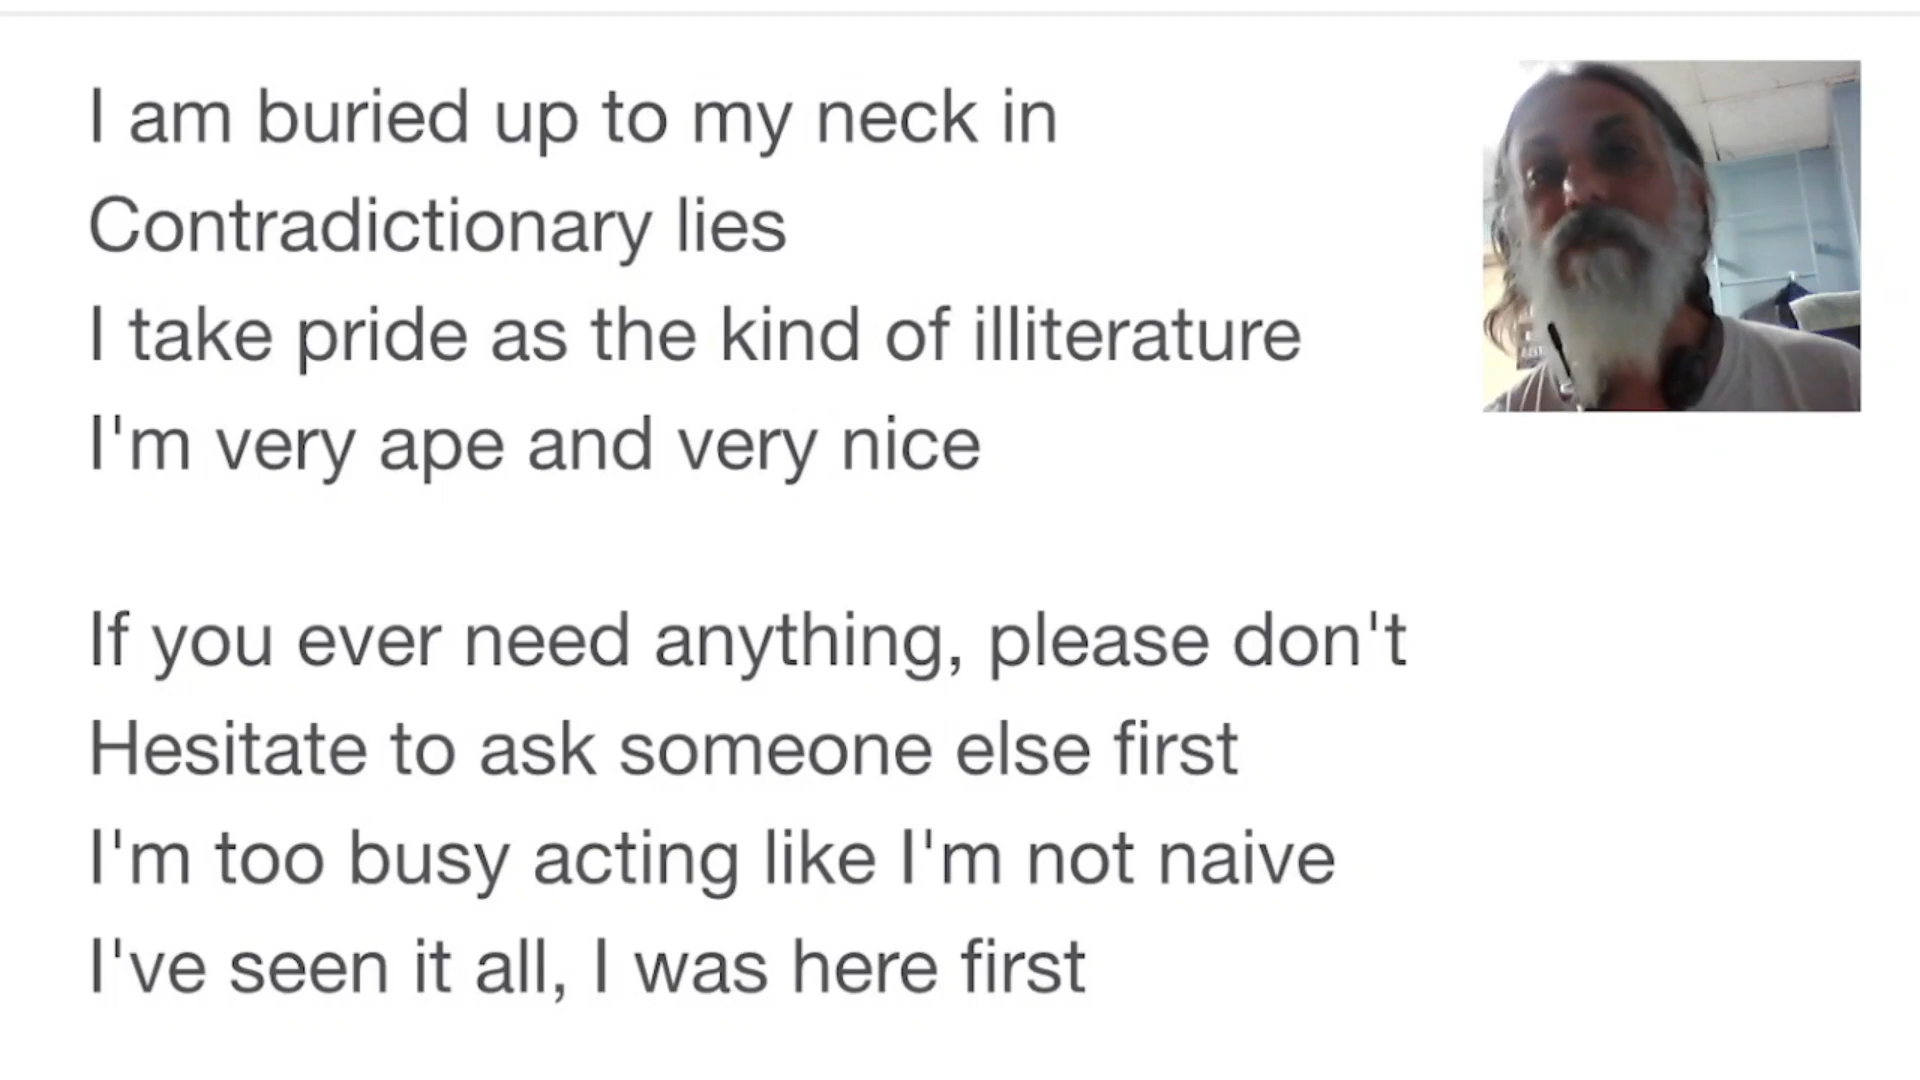 I am buried up to my neck in
Contradictionary lies
I take pride as the kind of illiterature
I'm very ape and very nice
If you ever need anything, please don't
Hesitate to ask someone else first
I'm too busy acting like I'm not naive
I've seen it all, I was here first